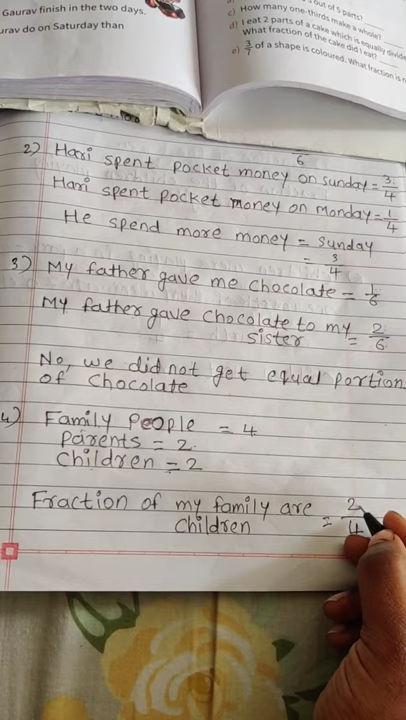 Gaurav finish in the two days.
urav do on Saturday than
out of 5 parts?
c) How many one-thirds make a whole?
d) I eat 2 parts of a cake which is equally divide
What fraction of the cake did I eat?
e) 3/7 of a shape is coloured. What fraction is n
6
2) Hari spent pocket money on sunday = 3/4
Hari spent pocket money on Monday = 1/4
He spend more money = sunday
= 3/4
3) My father gave me chocolate = 1/6
My father gave chocolate to my = 2/6
sister
No, we did not get equal portion
of chocolate
4) Family People = 4
Parents = 2
children = 2
Fraction of my family are = 2/4
children